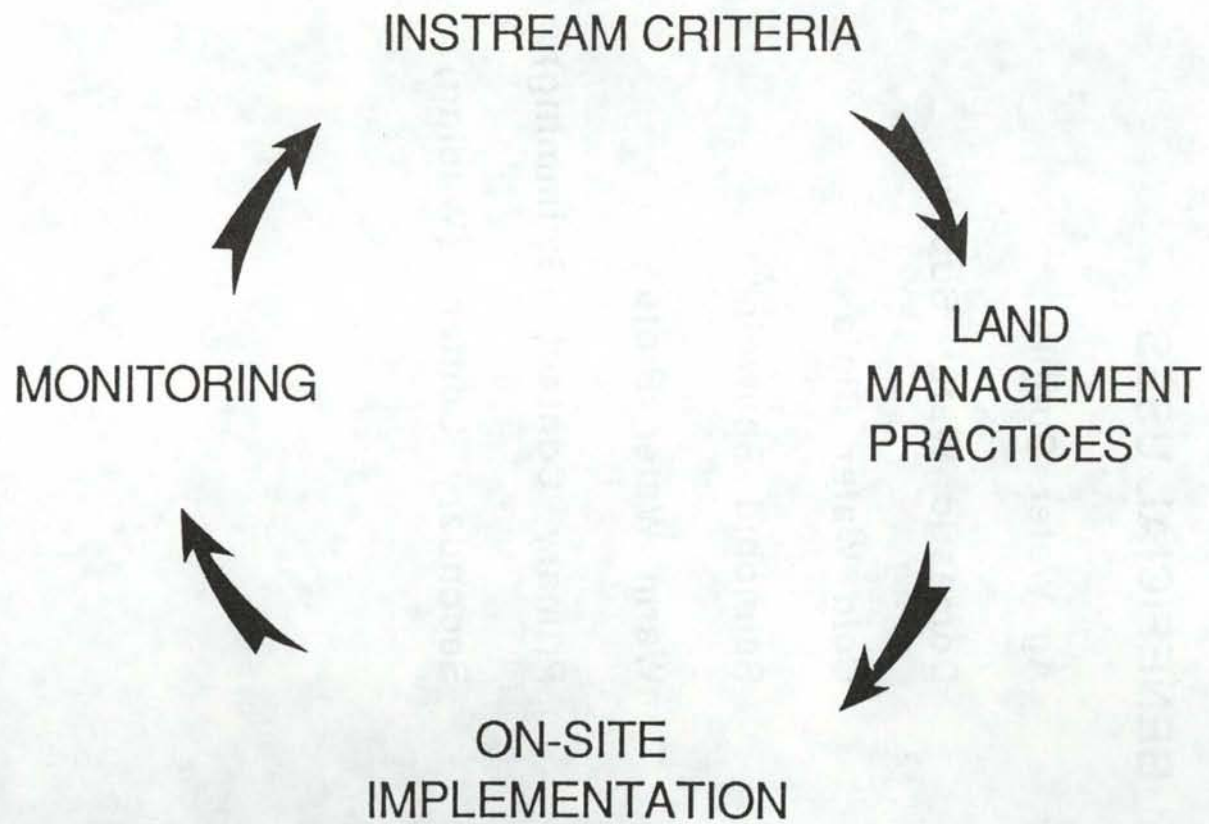 INSTREAM CRITERIA
LAND
MANAGEMENT
PRACTICES
ON-SITE
IMPLEMENTATION
MONITORING